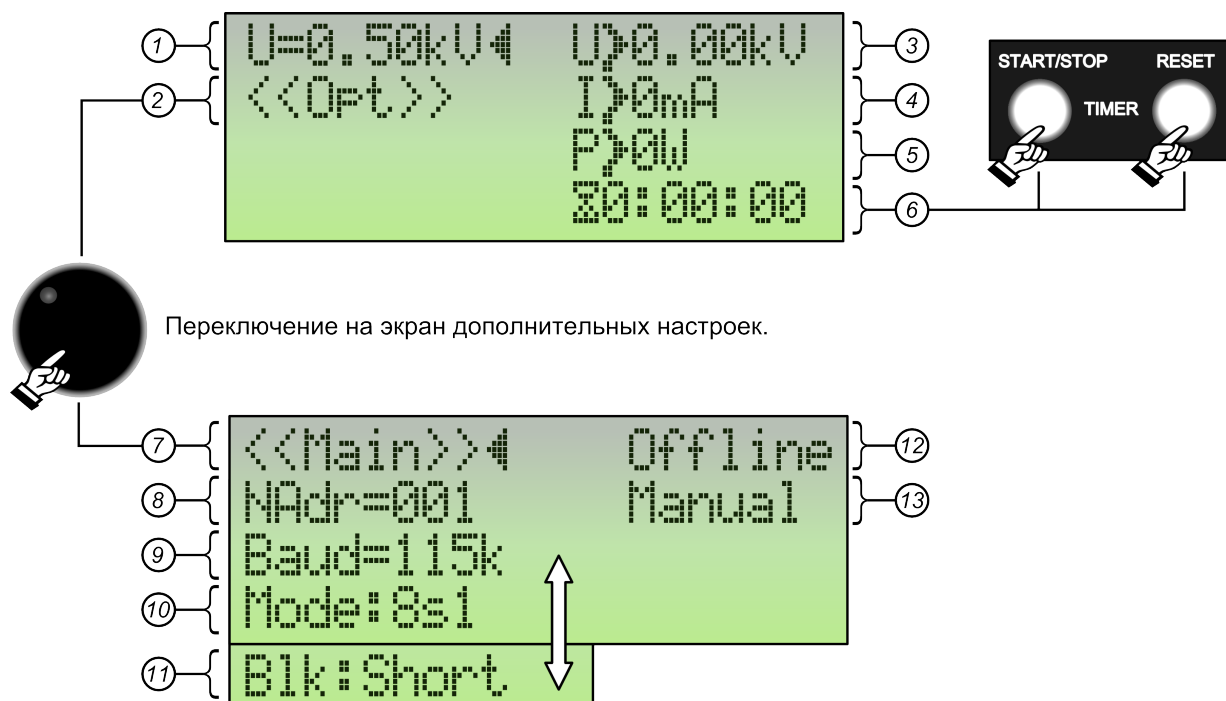 1 U=0.50kV U>0.00kV 3
2 <<Opt>> I>0mA 4
P>0W 5
0:00:00 6
START/STOP RESET
TIMER
Переключение на экран дополнительных настроек.
7 <<Main>> Offline 12
8 NAdr=001 Manual 13
9 Baud=115k
10 Mode:8s1
11 Blk:Short